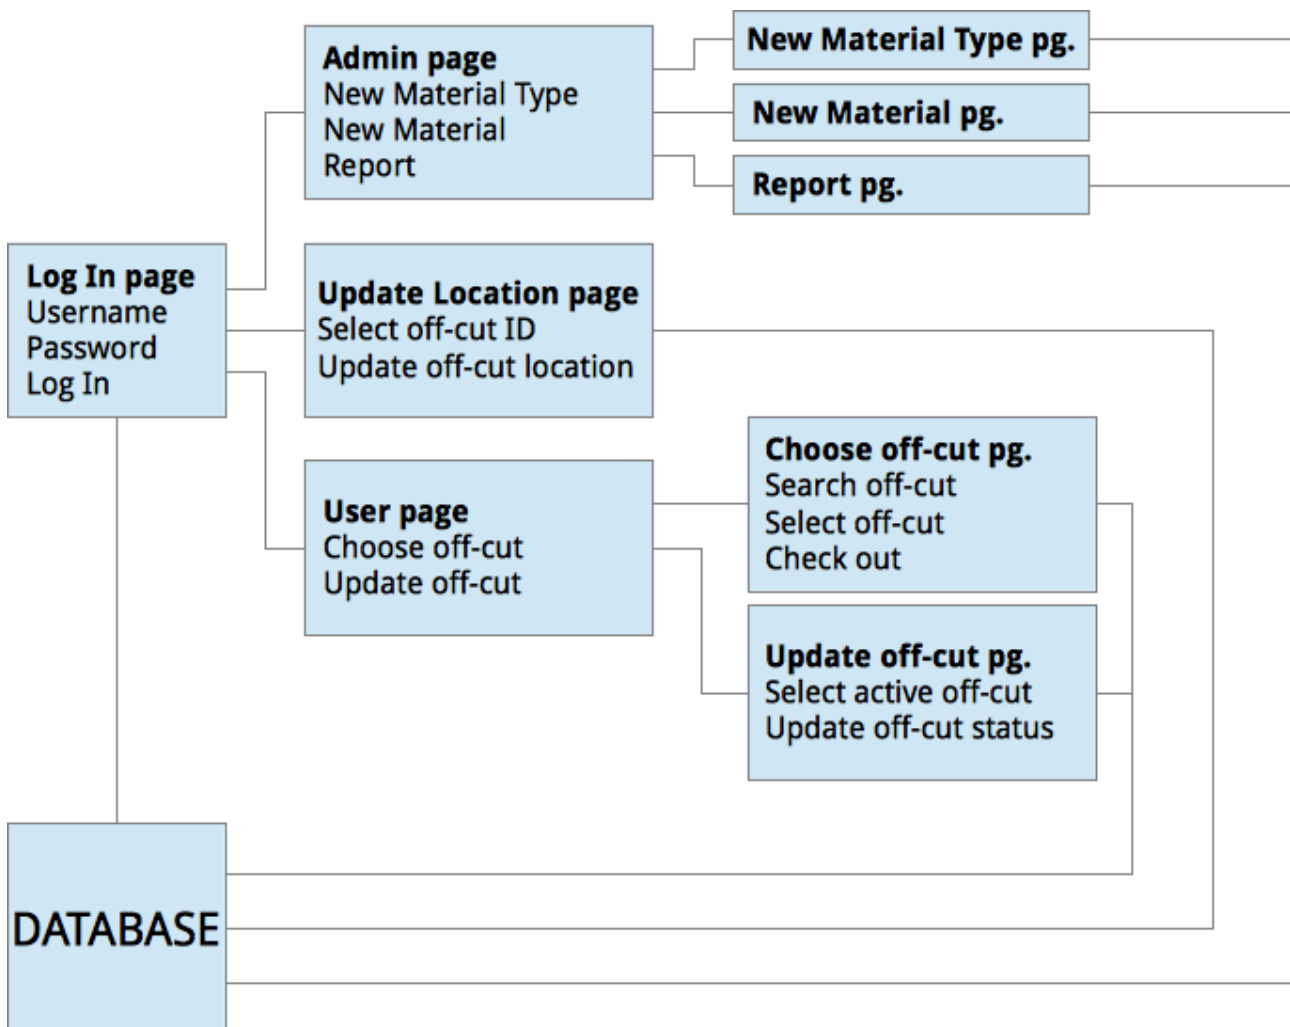 Admin page
New Material Type
New Material
Report
New Material Type pg.
New Material pg.
Report pg.
Log In page
Username
Password
Log In
Update Location page
Select off-cut ID
Update off-cut location
User page
Choose off-cut
Update off-cut
Choose off-cut pg.
Search off-cut
Select off-cut
Check out
Update off-cut pg.
Select active off-cut
Update off-cut status
DATABASE